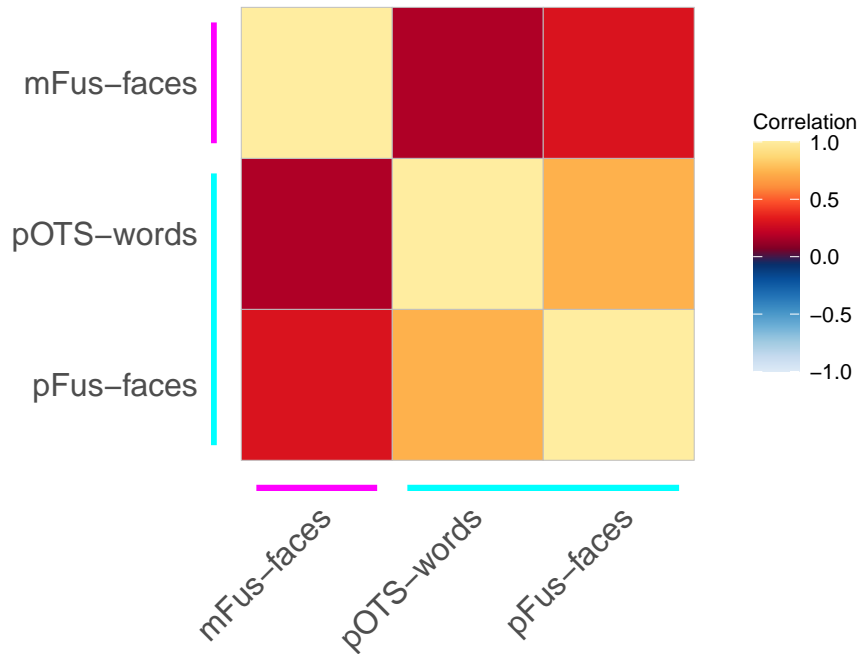 mFus−faces
pOTS−words
pFus−faces
Correlation
1.0
0.5
0.0
−0.5
−1.0
mFus−faces
pOTS−words
pFus−faces